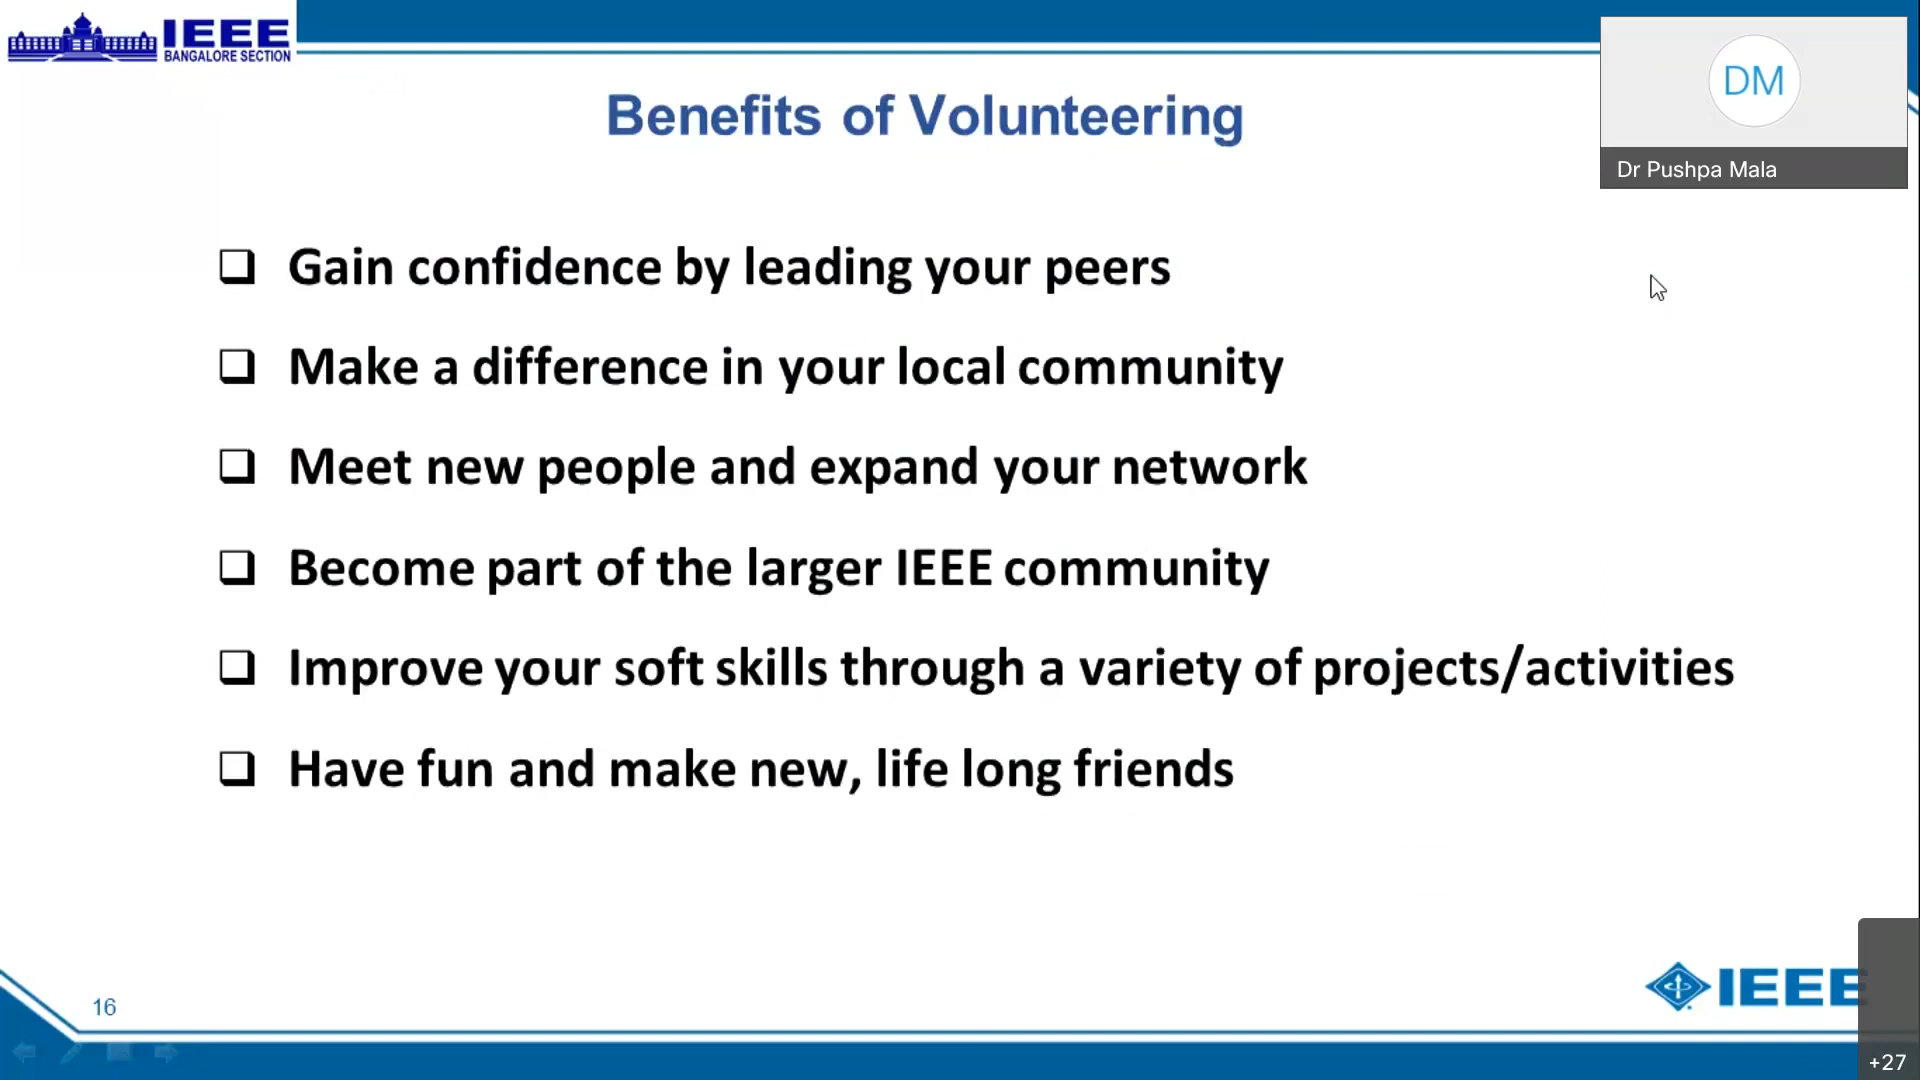 IEEE
BANGALORE SECTION
DM
Dr Pushpa Mala
Benefits of Volunteering
Gain confidence by leading your peers
Make a difference in your local community
Meet new people and expand your network
Become part of the larger IEEE community
Improve your soft skills through a variety of projects/activities
Have fun and make new, life long friends
16
IEEE
+27